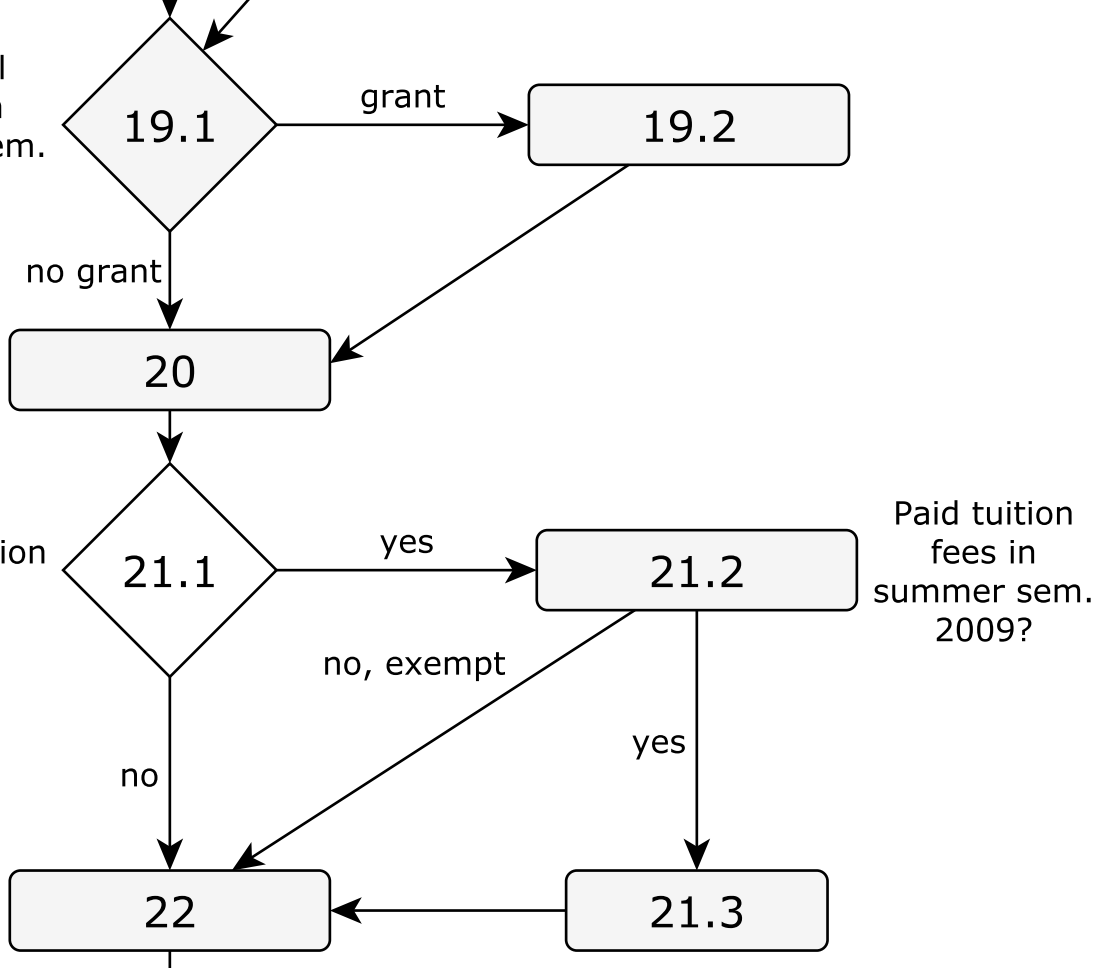 grant
19.1
19.2
em.
no grant
20
Paid tuition
fees in
yes
21.1
21.2
summer sem.
2009?
no, exempt
yes
no
22
21.3